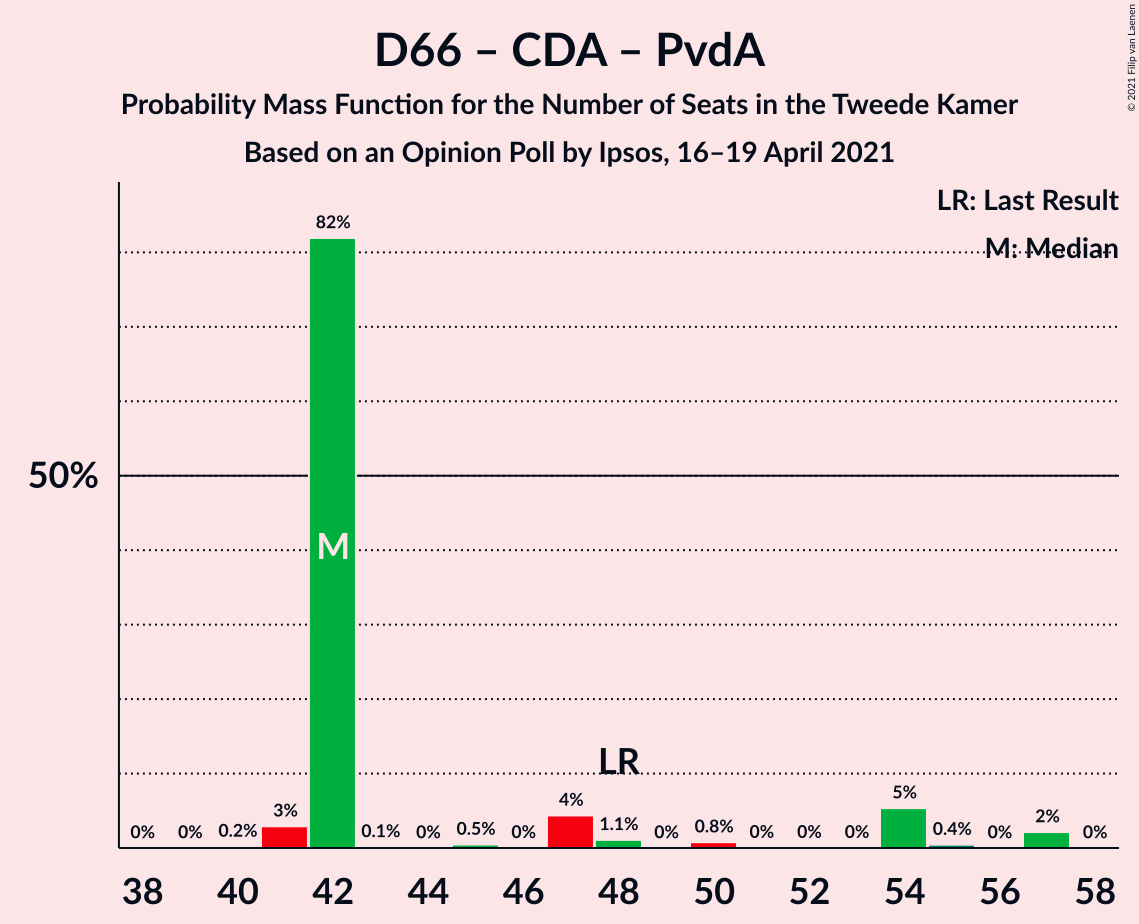 D66 – CDA – PvdA
Probability Mass Function for the Number of Seats in the Tweede Kamer
Based on an Opinion Poll by Ipsos, 16–19 April 2021
© 2021 Filip van Laenen
LR: Last Result
M: Median
50%
0% 0% 0.2% 3% 82% 0.1% 0% 0.5% 0% 4% 1.1% 0% 0.8% 0% 0% 0% 5% 0.4% 0% 2% 0%
M
LR
38 40 42 44 46 48 50 52 54 56 58